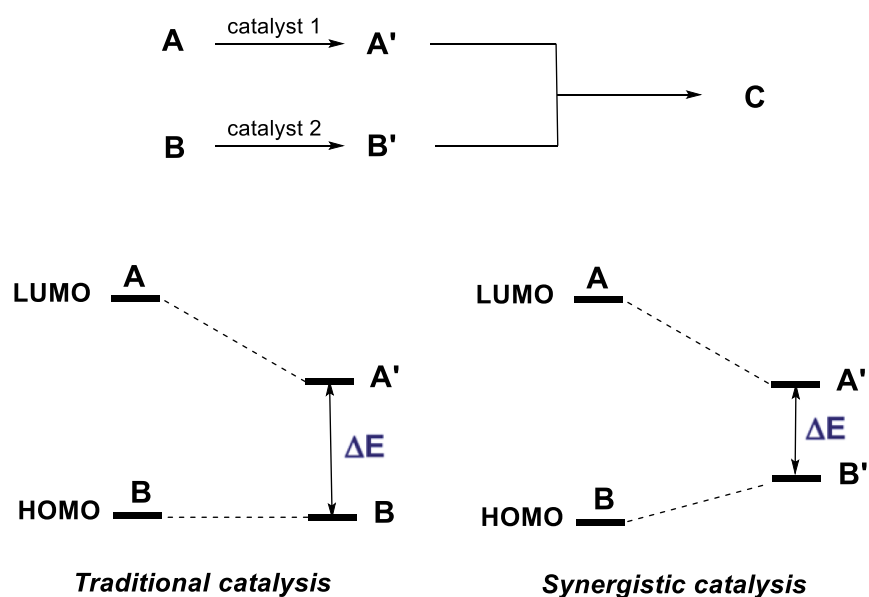 A catalyst 1 A'
C
B catalyst 2 B'
A
LUMO
A'
ΔE
B
HOMO B
Traditional catalysis
A
LUMO
A'
ΔE
B'
B
HOMO
Synergistic catalysis